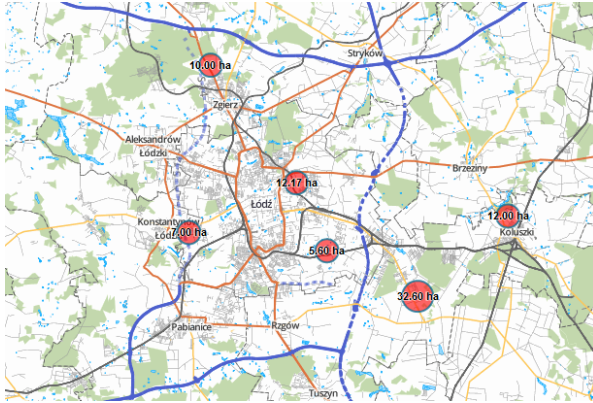 Stryków
10.00 ha
Zgierz
Aleksandrów
Łódzki
Brzeziny
12.17 ha
Łódź
12.00 ha
Konstantynów
Łódzki
7.00 ha
Koluszki
5.60 ha
32.60 ha
Pabianice
Rzgów
Tuszyn